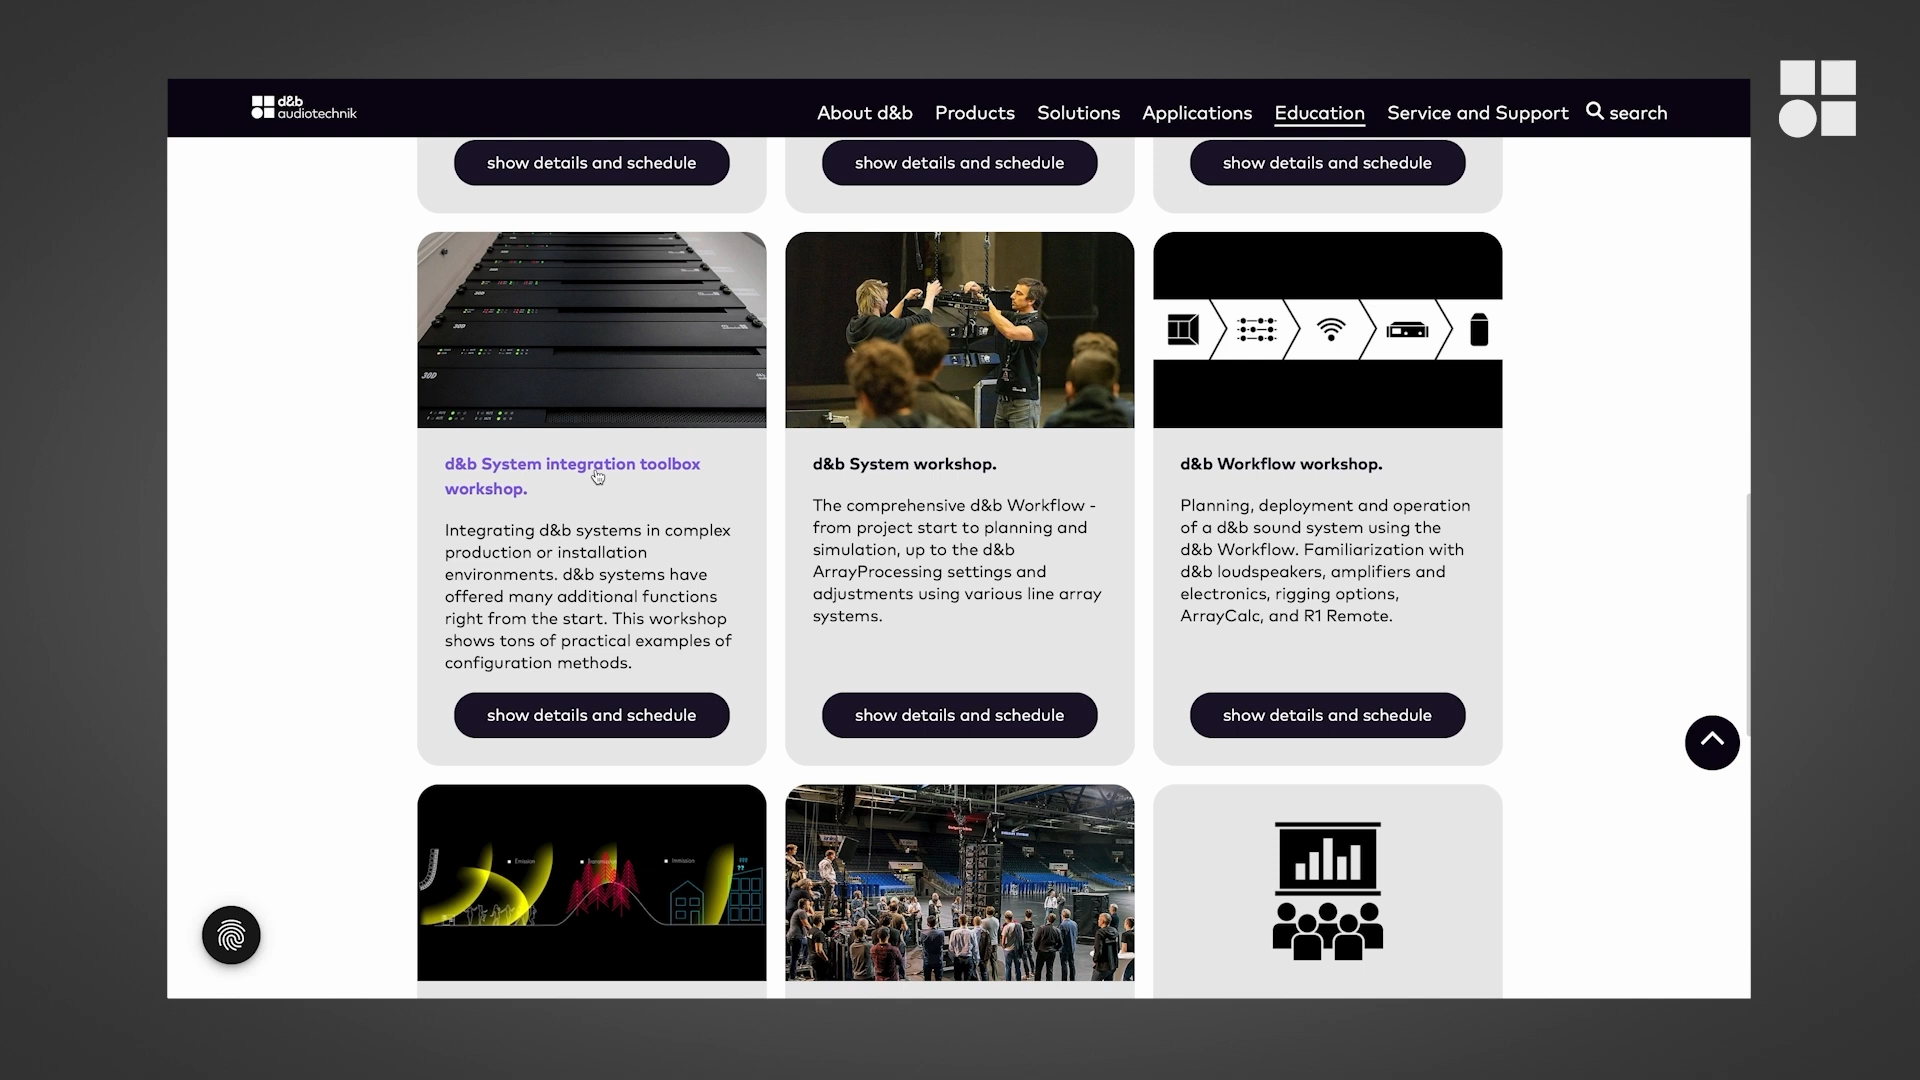 d&b
audiotechnik
About d&b Products Solutions Applications Education Service and Support search
show details and schedule
show details and schedule
show details and schedule
30D
30D
d&b System integration toolbox
workshop.
Integrating d&b systems in complex
production or installation
environments. d&b systems have
offered many additional functions
right from the start. This workshop
shows tons of practical examples of
configuration methods.
show details and schedule
d&b System workshop.
The comprehensive d&b Workflow -
from project start to planning and
simulation, up to the d&b
ArrayProcessing settings and
adjustments using various line array
systems.
show details and schedule
d&b Workflow workshop.
Planning, deployment and operation
of a d&b sound system using the
d&b Workflow. Familiarization with
d&b loudspeakers, amplifiers and
electronics, rigging options,
ArrayCalc, and R1 Remote.
show details and schedule
Emission
Transmission
Immission